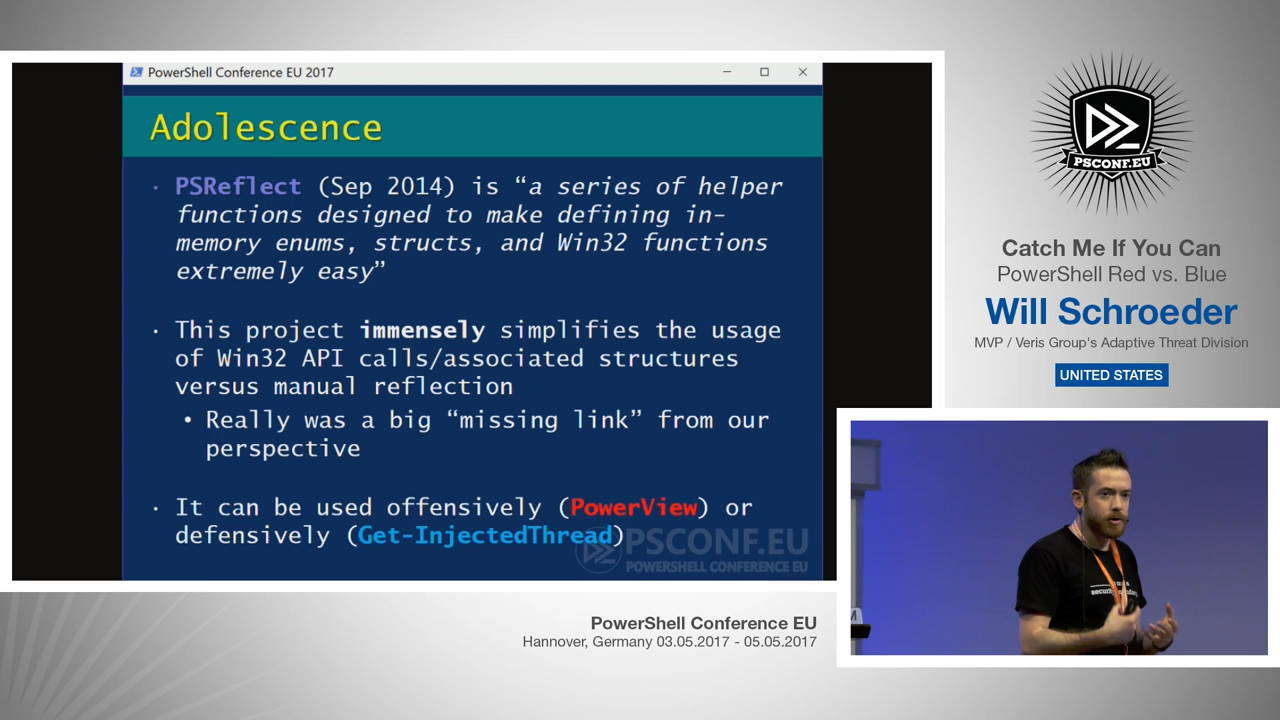 PowerShell Conference EU 2017
Adolescence
· PSReflect (Sep 2014) is “a series of helper
functions designed to make defining in-
memory enums, structs, and Win32 functions
extremely easy”
· This project immensely simplifies the usage
of Win32 API calls/associated structures
versus manual reflection
• Really was a big “missing link” from our
perspective
· It can be used offensively (PowerView) or
defensively (Get-InjectedThread)
PSCONF.EU
POWERSHELL CONFERENCE EU
PSCONF.EU
Catch Me If You Can
PowerShell Red vs. Blue
Will Schroeder
MVP / Veris Group's Adaptive Threat Division
UNITED STATES
PowerShell Conference EU
Hannover, Germany 03.05.2017 - 05.05.2017